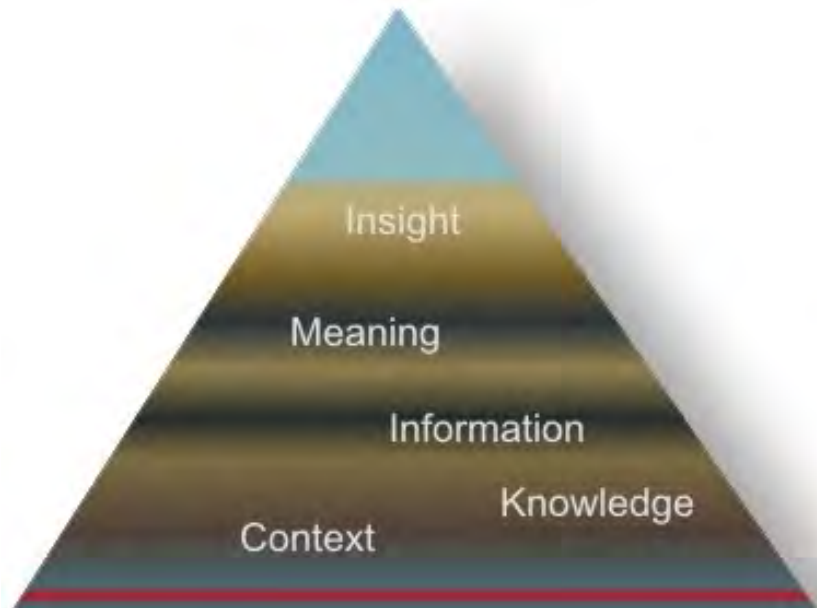 Insight
Meaning
Information
Knowledge
Context